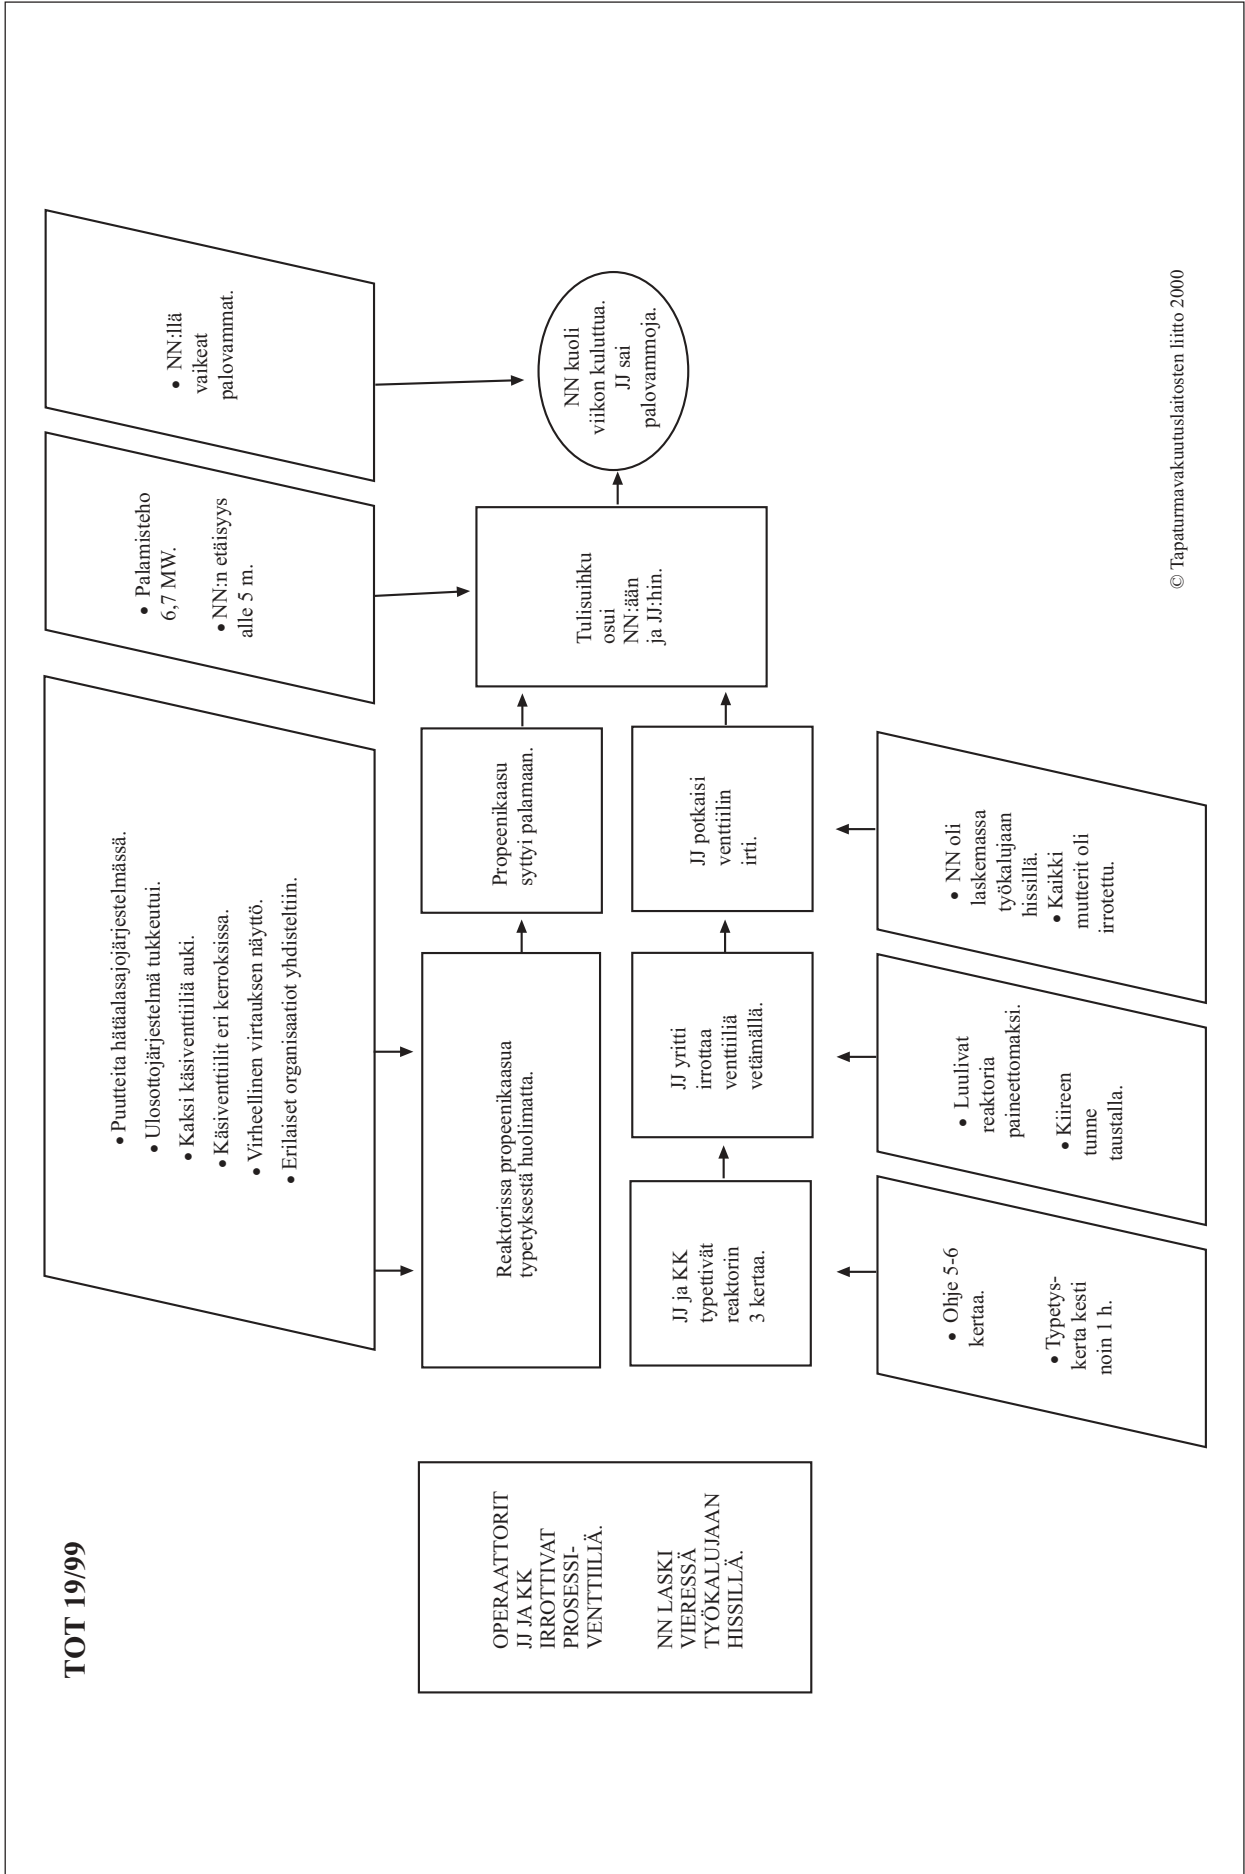 TOT 19/99
• Puutteita hätäalasajojärjestelmässä.
• Ulosottojärjestelmä tukkeutui.
• Kaksi käsiventtiiliä auki.
• Käsiventtiilit eri kerroksissa.
• Virheellinen virtauksen näyttö.
• Erilaiset organisaatiot yhdisteltiin.
• Palamisteho
6,7 MW.
• NN:n etäisyys
alle 5 m.
• NN:llä
vaikeat
palovammat.
OPERAATTORIT
JJ JA KK
IRROTTIVAT
PROSESSI-
VENTTIILIÄ.
NN LASKI
VIERESSÄ
TYÖKALUJAAN
HISSILLÄ.
Reaktorissa propeenikaasua
typetyksestä huolimatta.
Propeenikaasu
syttyi palamaan.
JJ ja KK
typettivät
reaktorin
3 kertaa.
JJ yritti
irrottaa
venttiiliä
vetämällä.
JJ potkaisi
venttiilin
irti.
Tulisuihku
osui
NN:ään
ja JJ:hin.
NN kuoli
viikon kuluttua.
JJ sai
palovammoja.
• Ohje 5-6
kertaa.
• Typetys-
kerta kesti
noin 1 h.
• Luulivat
reaktoria
paineettomaksi.
• Kiireen
tunne
taustalla.
• NN oli
laskemassa
työkalujaan
hissillä.
• Kaikki
mutterit oli
irrotettu.
© Tapaturmavakuutuslaitosten liitto 2000